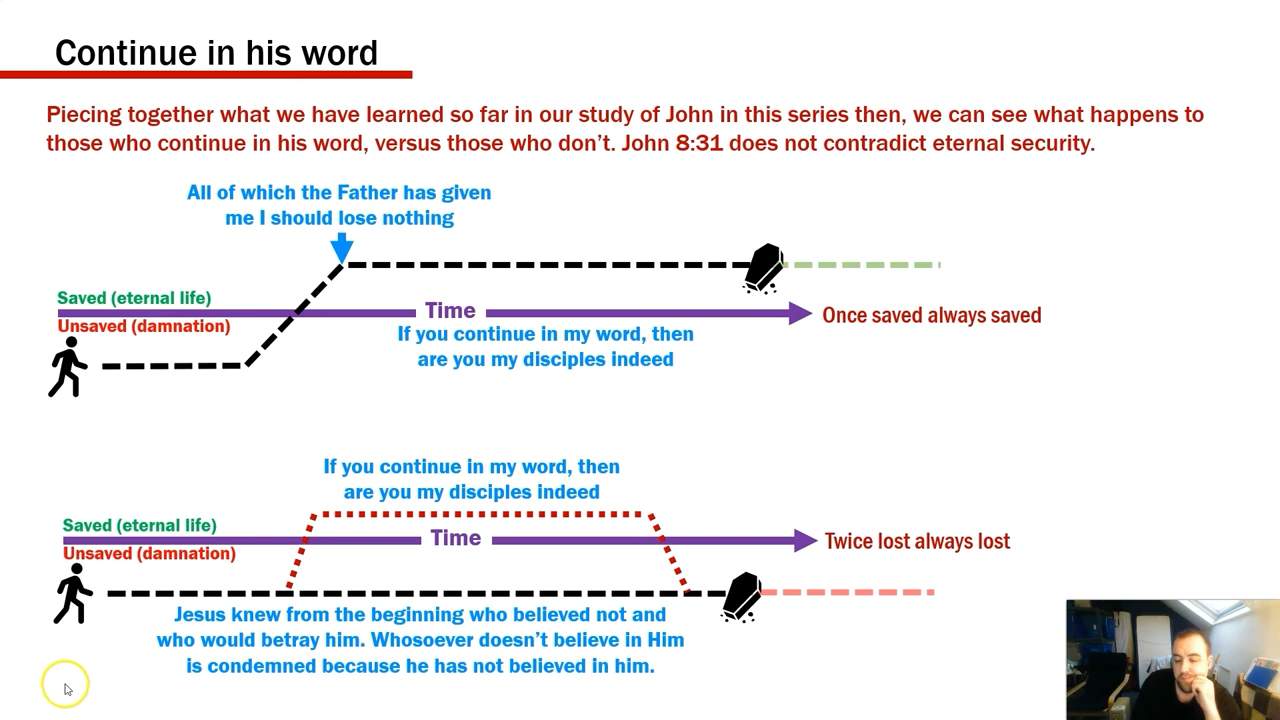 Continue in his word
Piecing together what we have learned so far in our study of John in this series then, we can see what happens to
those who continue in his word, versus those who don't. John 8:31 does not contradict eternal security.
All of which the Father has given
me I should lose nothing
Saved (eternal life)
Time
Unsaved (damnation)
Once saved always saved
If you continue in my word, then
are you my disciples indeed
If you continue in my word, then
are you my disciples indeed
Saved (eternal life)
Time
Unsaved (damnation)
Twice lost always lost
Jesus knew from the beginning who believed not and
who would betray him. Whosoever doesn't believe in Him
is condemned because he has not believed in him.